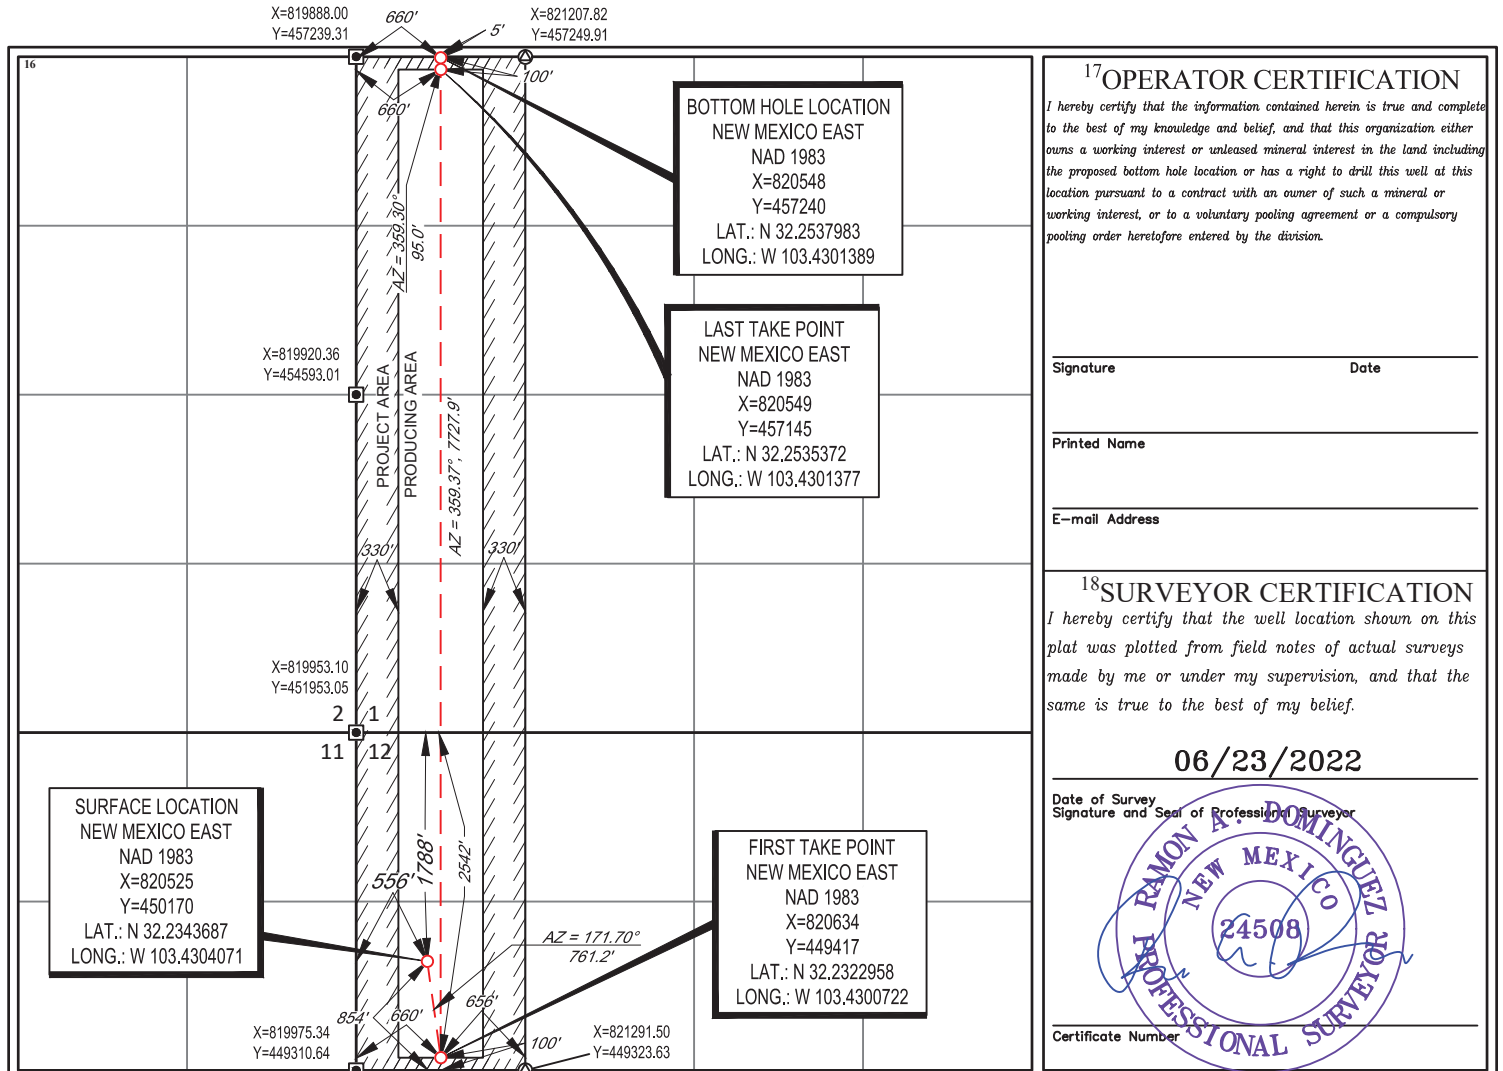 X=819888.00
Y=457239.31
660'
5'
X=821207.82
Y=457249.91
16
100'
660'
AZ = 359.30°
95.0'
BOTTOM HOLE LOCATION
NEW MEXICO EAST
NAD 1983
X=820548
Y=457240
LAT.: N 32.2537983
LONG.: W 103.4301389
LAST TAKE POINT
NEW MEXICO EAST
NAD 1983
X=820549
Y=457145
LAT.: N 32.2535372
LONG.: W 103.4301377
X=819920.36
Y=454593.01
PROJECT AREA
PRODUCING AREA
AZ = 359.37°, 7727.9'
330'
330'
X=819953.10
Y=451953.05
2 1
11 12
SURFACE LOCATION
NEW MEXICO EAST
NAD 1983
X=820525
Y=450170
LAT.: N 32.2343687
LONG.: W 103.4304071
556'
1788'
2542'
AZ = 171.70°
761.2'
FIRST TAKE POINT
NEW MEXICO EAST
NAD 1983
X=820634
Y=449417
LAT.: N 32.2322958
LONG.: W 103.4300722
854'
660'
656'
100'
X=819975.34
Y=449310.64
X=821291.50
Y=449323.63
17OPERATOR CERTIFICATION
I hereby certify that the information contained herein is true and complete
to the best of my knowledge and belief, and that this organization either
owns a working interest or unleased mineral interest in the land including
the proposed bottom hole location or has a right to drill this well at this
location pursuant to a contract with an owner of such a mineral or
working interest, or to a voluntary pooling agreement or a compulsory
pooling order heretofore entered by the division.
Signature Date
Printed Name
E-mail Address
18SURVEYOR CERTIFICATION
I hereby certify that the well location shown on this
plat was plotted from field notes of actual surveys
made by me or under my supervision, and that the
same is true to the best of my belief.
06/23/2022
Date of Survey
Signature and Seal of Professional Surveyor
RAMON A. DOMINGUEZ
NEW MEXICO
24508
PROFESSIONAL SURVEYOR
Certificate Number